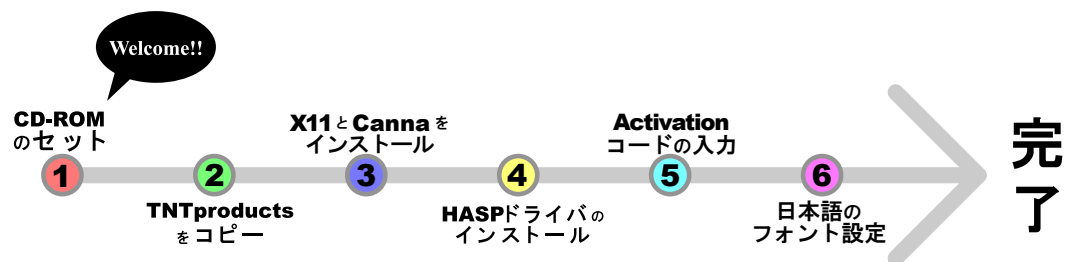 Welcome!!
CD-ROM
のセット
1
2
TNTproducts
をコピー
X11とCannaを
インストール
3
4
HASPドライバの
インストール
Activation
コードの入力
5
6
日本語の
フォント設定
完
了